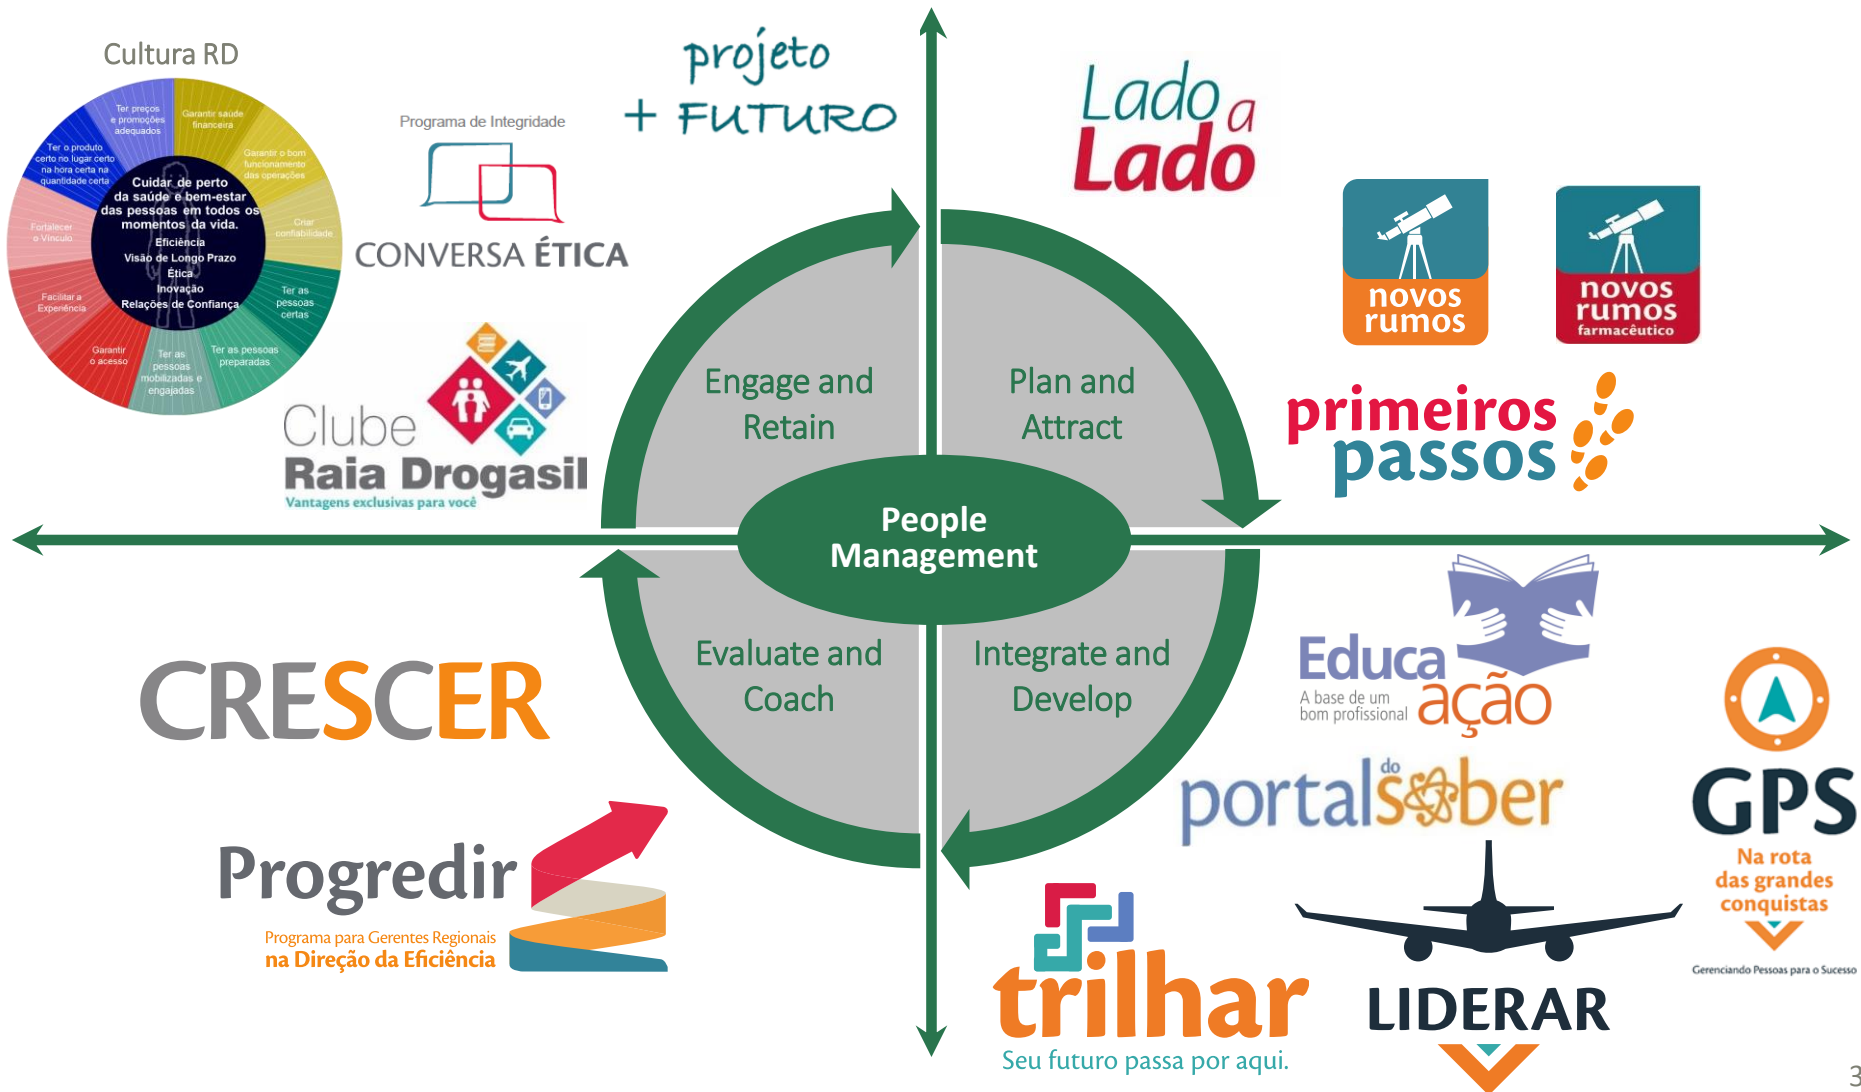 Cultura RD
Ter preços
e promoções
adequados
Garantir saúde
financeira
Ter o produto
certo no lugar certo
na hora certa na
quantidade certa
Garantir o bom
funcionamento
das operações
Cuidar de perto
da saúde e bem-estar
das pessoas em todos os
momentos da vida.
Eficiência
Visão de Longo Prazo
Ética
Inovação
Relações de Confiança
Fortalecer
o Vínculo
Criar
confiabilidade
Facilitar a
Experiência
Ter as
pessoas
certas
Garantir
o acesso
Ter as
pessoas
mobilizadas e
engajadas
Ter as pessoas
preparadas
Programa de Integridade
CONVERSA ÉTICA
projeto
+ FUTURO
Clube
Raia Drogasil
Vantagens exclusivas para você
Lado a
Lado
novos
rumos
novos
rumos
farmacêutico
primeiros
passos
Engage and
Retain
Plan and
Attract
People
Management
Evaluate and
Coach
Integrate and
Develop
CRESCER
Progredir
Programa para Gerentes Regionais
na Direção da Eficiência
Educa
A base de um
bom profissional
ação
portal do saber
GPS
Na rota
das grandes
conquistas
Gerenciando Pessoas para o Sucesso
trilhar
Seu futuro passa por aqui.
LIDERAR
3